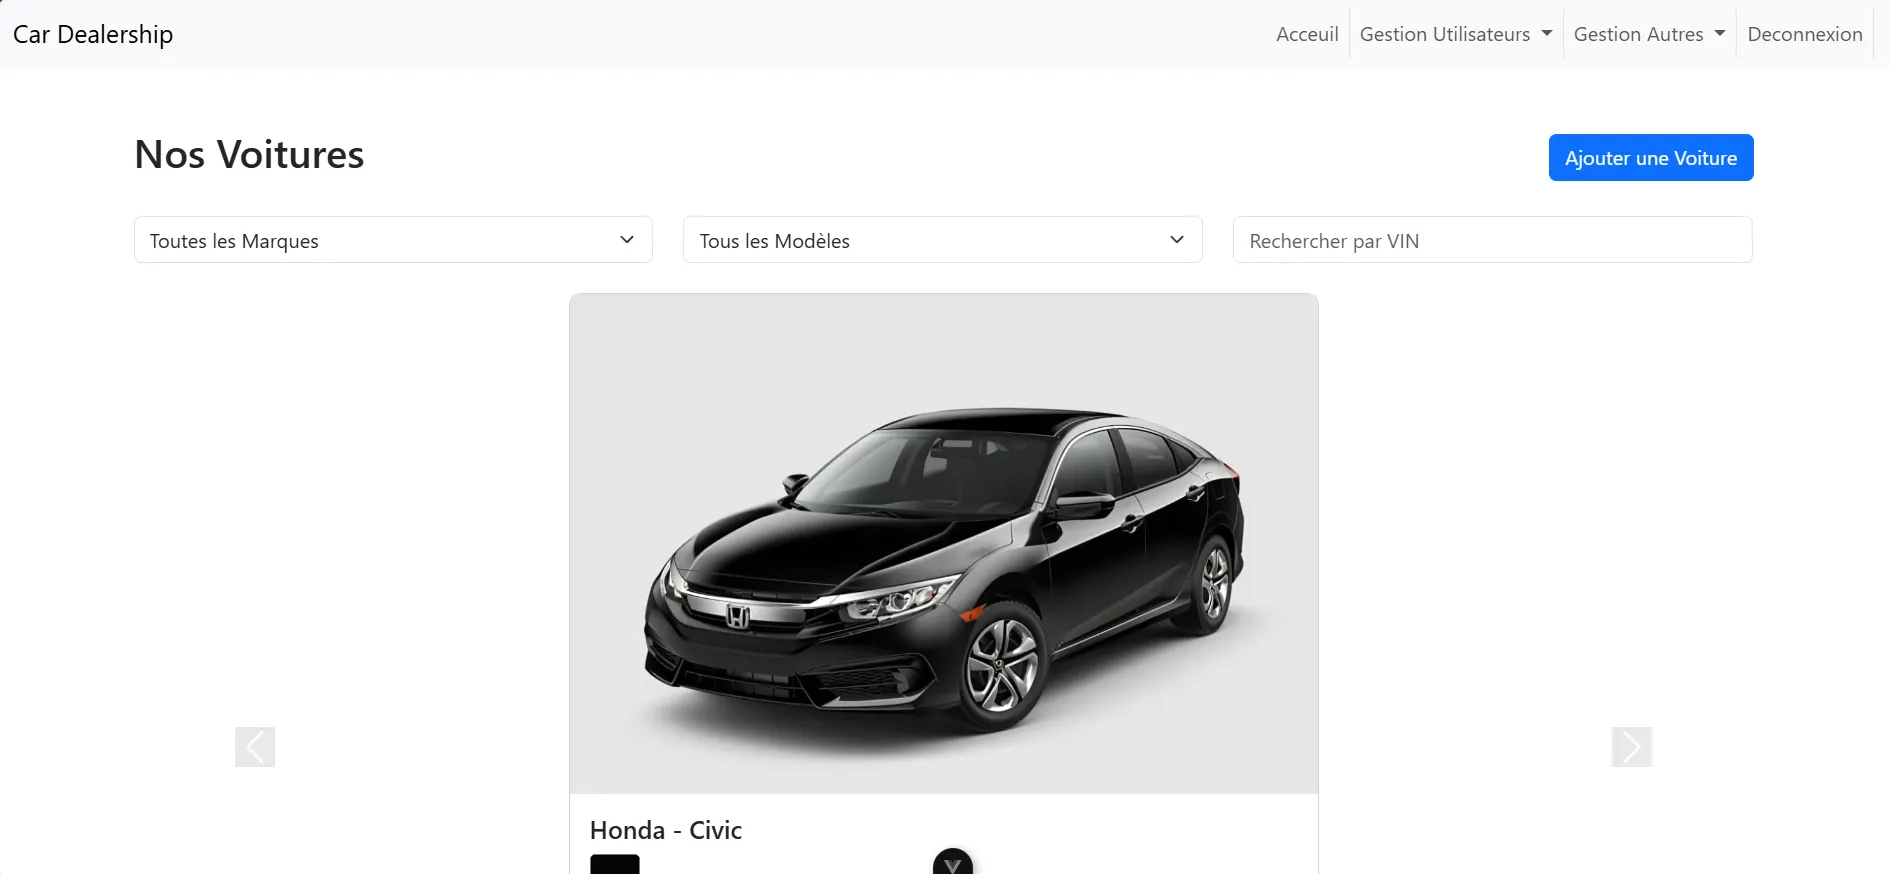 Car Dealership
Acceuil
Gestion Utilisateurs
Gestion Autres
Deconnexion
Nos Voitures
Ajouter une Voiture
Toutes les Marques
Tous les Modèles
Rechercher par VIN
Honda - Civic